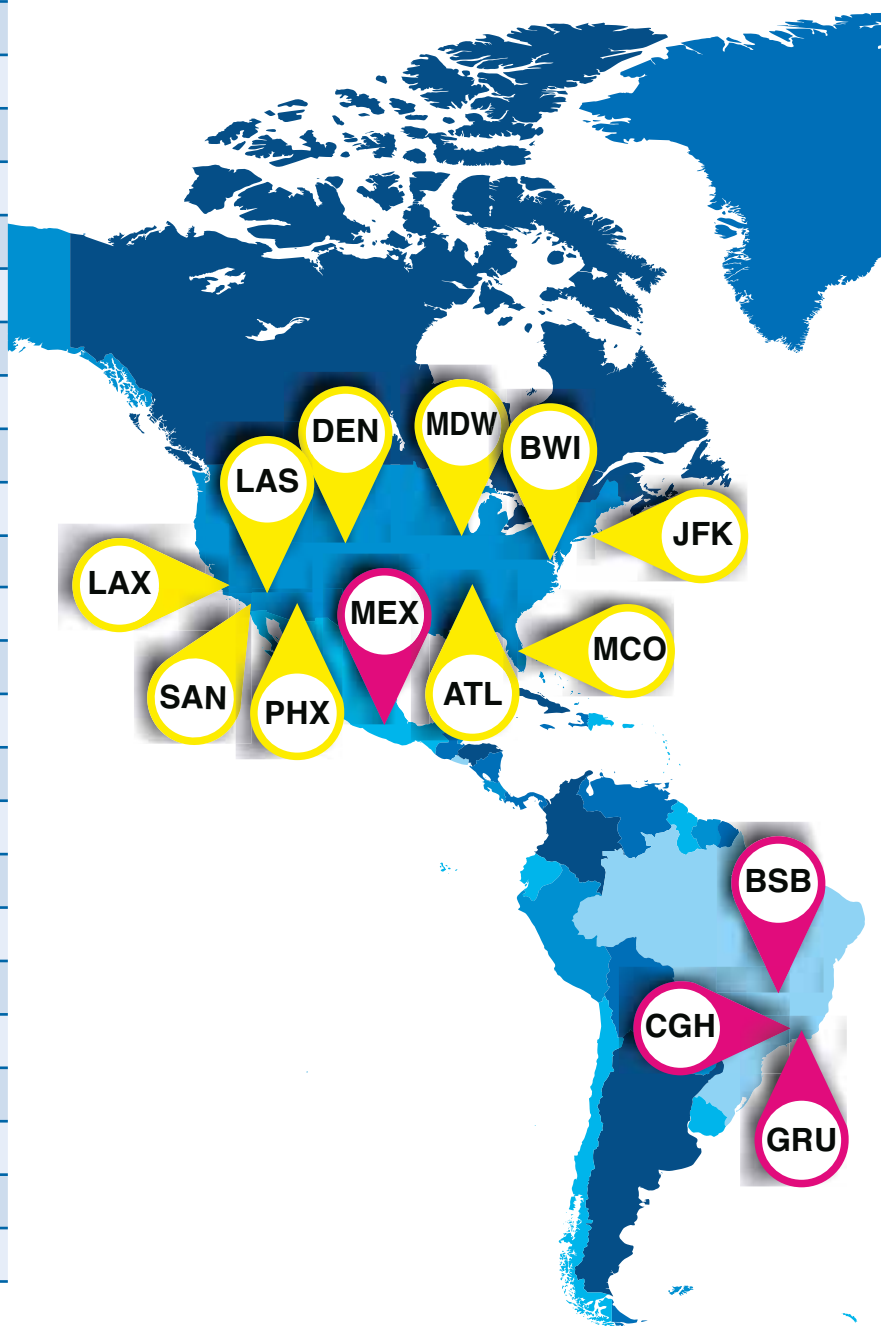 DEN
MDW
BWI
LAS
JFK
LAX
MEX
MCO
SAN
PHX
ATL
BSB
CGH
GRU